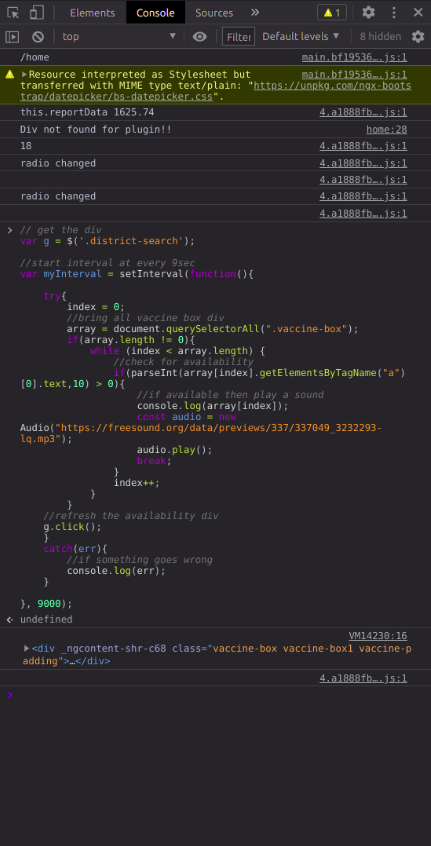 Elements Console Sources » 1
top Filter Default levels 8 hidden
/home main.bf19536….js:1
Resource interpreted as Stylesheet but main.bf19536….js:1
transferred with MIME type text/plain: "https://unpkg.com/ngx-boots
trap/datepicker/bs-datepicker.css".
this.reportData 1625.74 4.a1888fb….js:1
Div not found for plugin!! home:28
18 4.a1888fb….js:1
radio changed 4.a1888fb….js:1
4.a1888fb….js:1
radio changed 4.a1888fb….js:1
4.a1888fb….js:1
// get the div
var g = $('.district-search');
//start interval at every 9sec
var myInterval = setInterval(function(){
try{
index = 0;
//bring all vaccine box div
array = document.querySelectorAll(".vaccine-box");
if(array.length != 0){
while (index < array.length) {
//check for availability
if(parseInt(array[index].getElementsByTagName("a")
[0].text,10) > 0){
//if available then play a sound
console.log(array[index]);
const audio = new
Audio("https://freesound.org/data/previews/337/337049_3232293-
lq.mp3");
audio.play();
break;
}
index++;
}
}
//refresh the availability div
g.click();
}
catch(err){
//if something goes wrong
console.log(err);
}
}, 9000);
undefined
VM14230:16
<div _ngcontent-shr-c68 class="vaccine-box vaccine-box1 vaccine-p
adding">…</div>
4.a1888fb….js:1